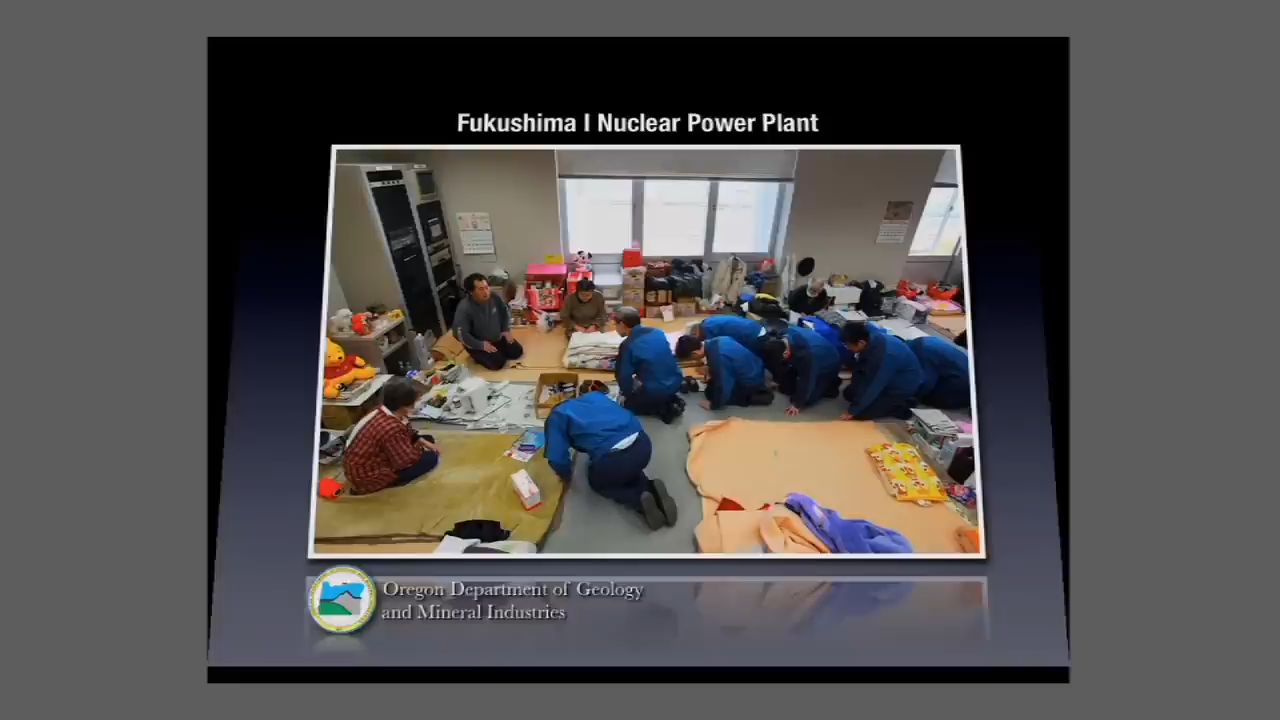 Fukushima I Nuclear Power Plant
Oregon Department of Geology
and Mineral Industries